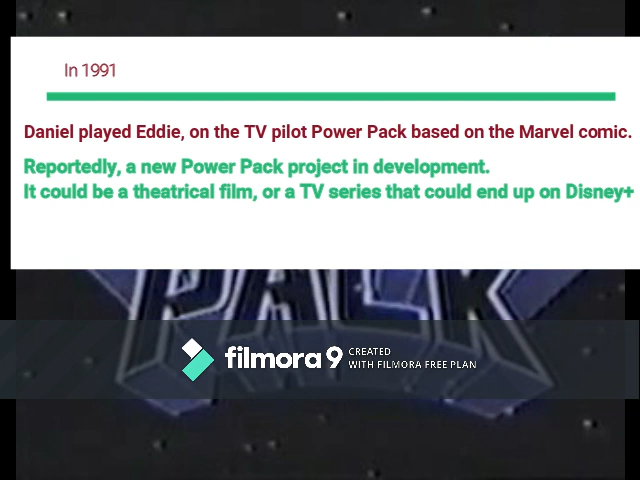 In 1991
Daniel played Eddie, on the TV pilot Power Pack based on the Marvel comic.
Reportedly, a new Power Pack project in development.
It could be a theatrical film, or a TV series that could end up on Disney+
PACK
filmora 9 CREATED
WITH FILMORA FREE PLAN